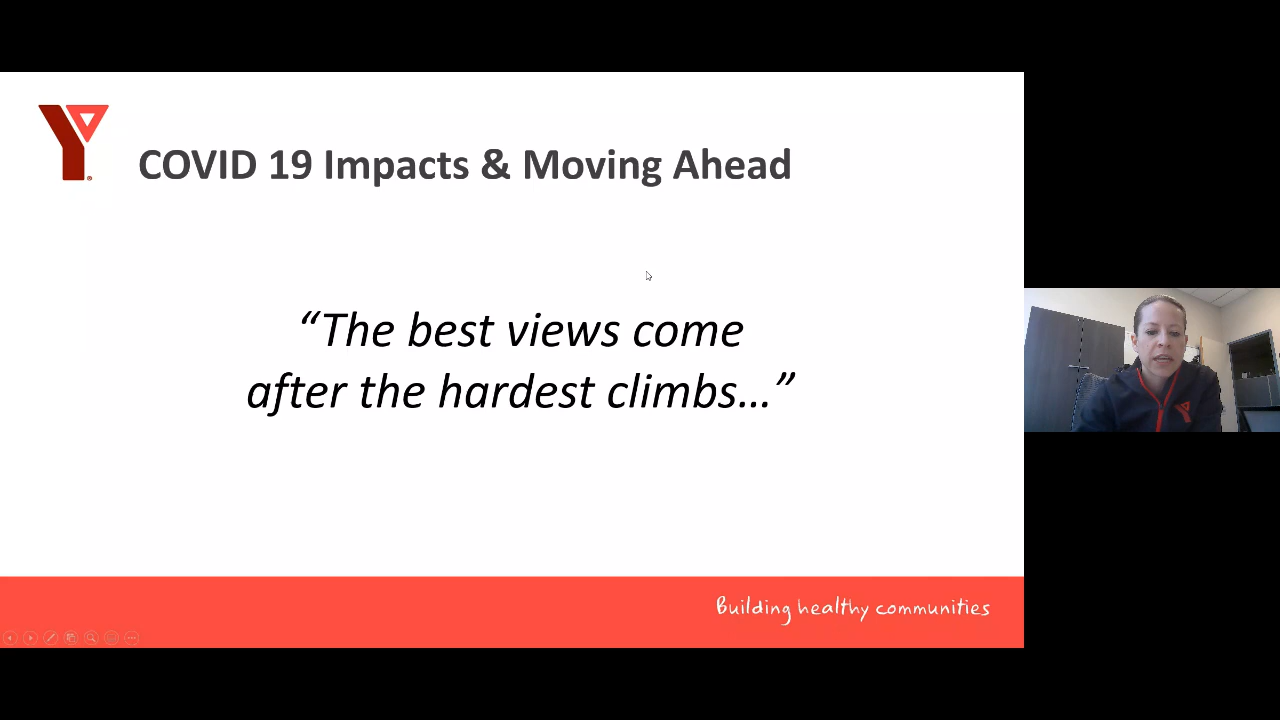 COVID 19 Impacts & Moving Ahead
“The best views come
after the hardest climbs…”
Building healthy communities